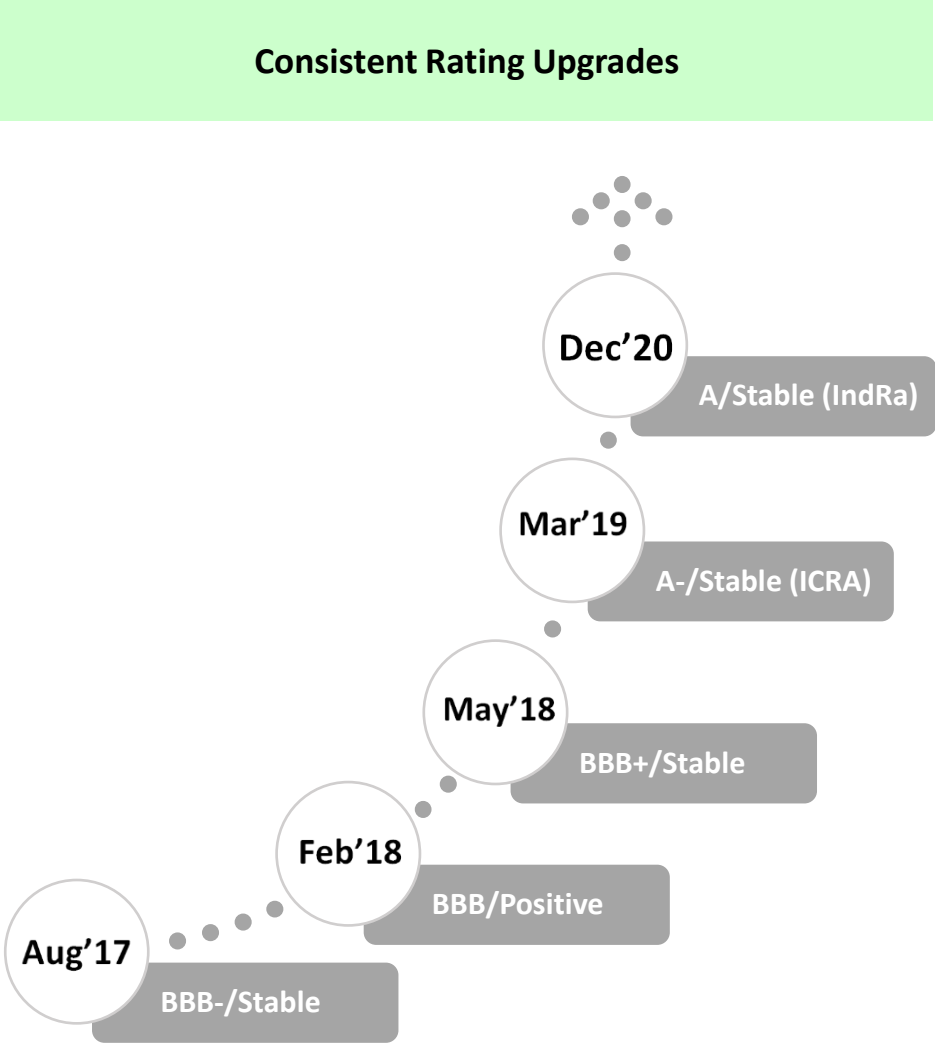 Consistent Rating Upgrades
Dec’20
A/Stable (IndRa)
Mar’19
A-/Stable (ICRA)
May’18
BBB+/Stable
Feb’18
BBB/Positive
Aug’17
BBB-/Stable